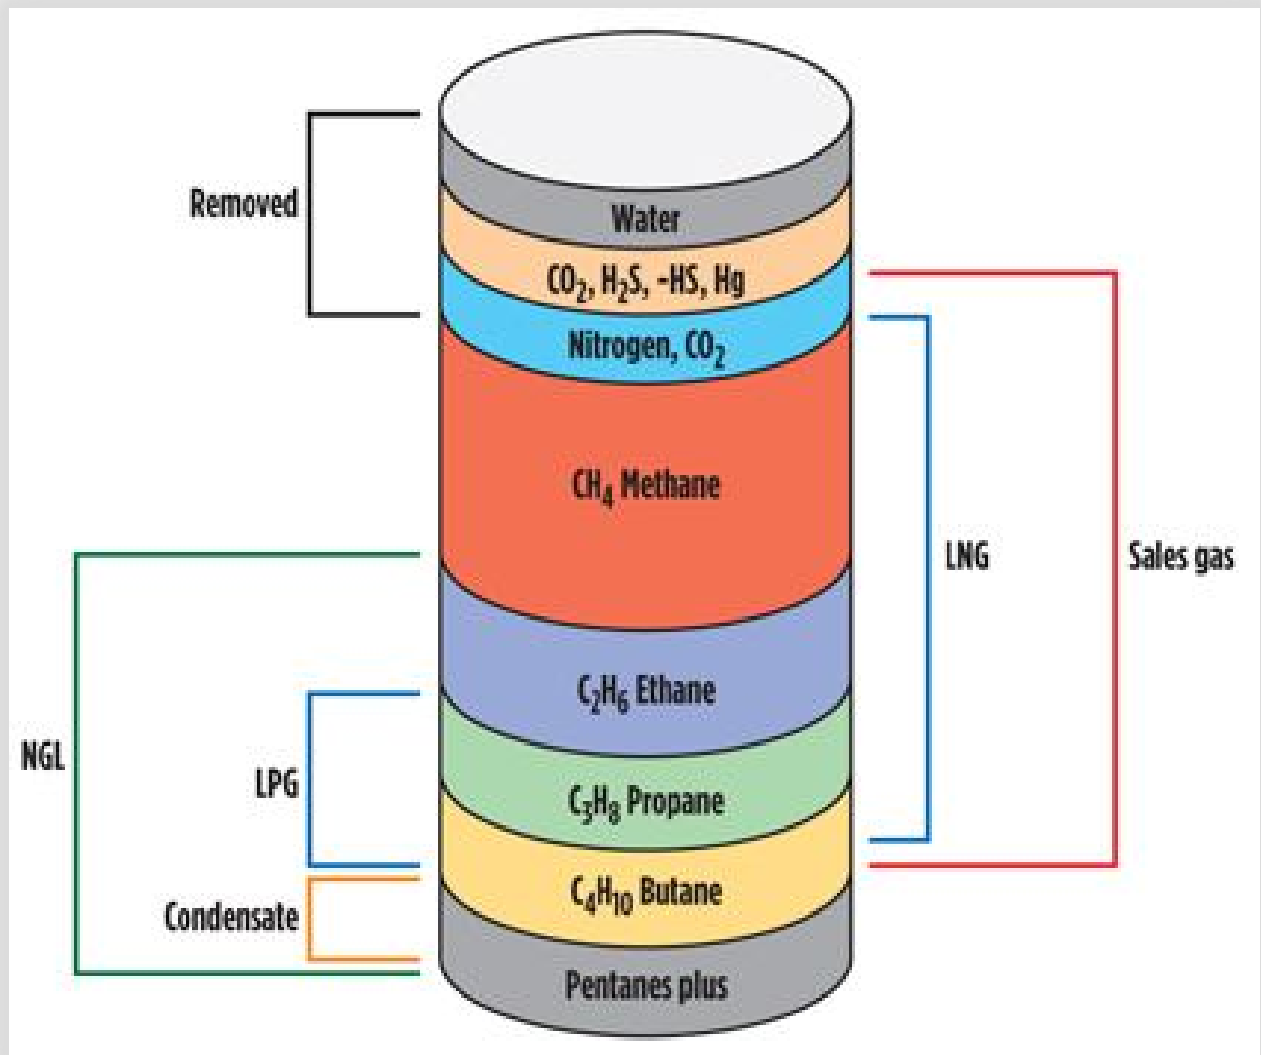 Removed
Water
CO₂, H₂S, -HS, Hg
Nitrogen, CO₂
CH₄ Methane
LNG
Sales gas
C₂H₆ Ethane
NGL
LPG
C₃H₈ Propane
C₄H₁₀ Butane
Condensate
Pentanes plus